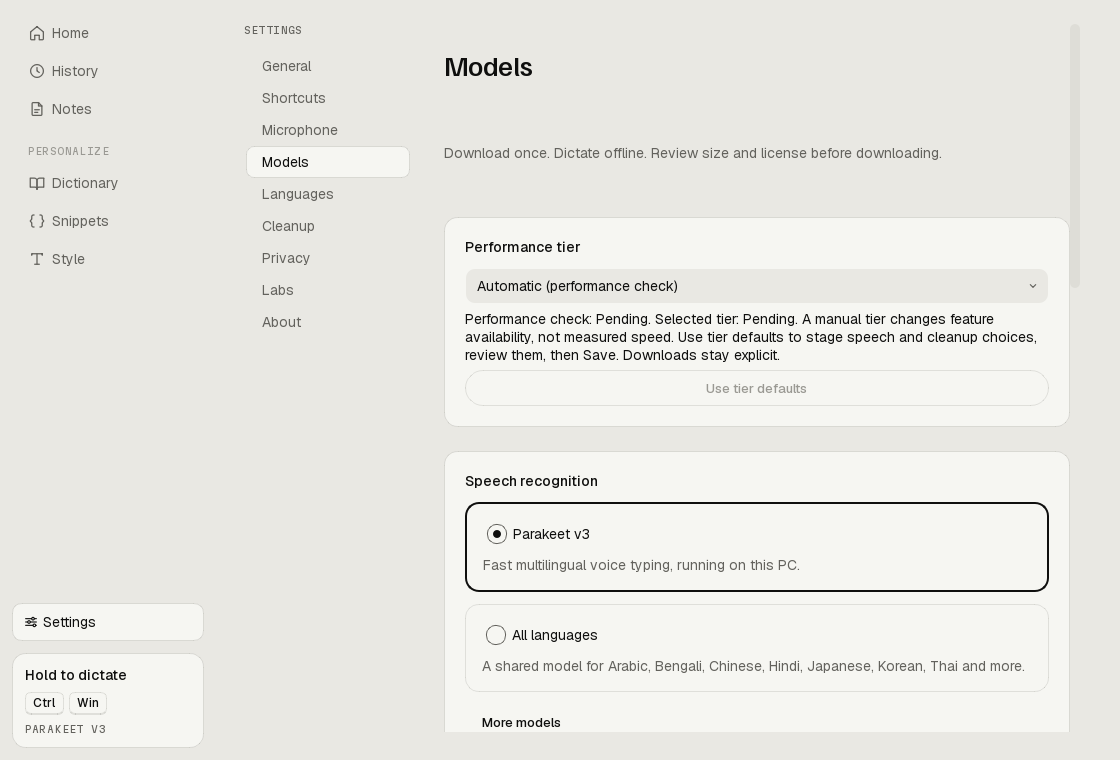 Home
History
Notes
PERSONALIZE
Dictionary
Snippets
Style
Settings
Hold to dictate
Ctrl Win
PARAKEET V3
SETTINGS
General
Shortcuts
Microphone
Models
Languages
Cleanup
Privacy
Labs
About
Models
Download once. Dictate offline. Review size and license before downloading.
Performance tier
Automatic (performance check)
Performance check: Pending. Selected tier: Pending. A manual tier changes feature
availability, not measured speed. Use tier defaults to stage speech and cleanup choices,
review them, then Save. Downloads stay explicit.
Use tier defaults
Speech recognition
Parakeet v3
Fast multilingual voice typing, running on this PC.
All languages
A shared model for Arabic, Bengali, Chinese, Hindi, Japanese, Korean, Thai and more.
More models